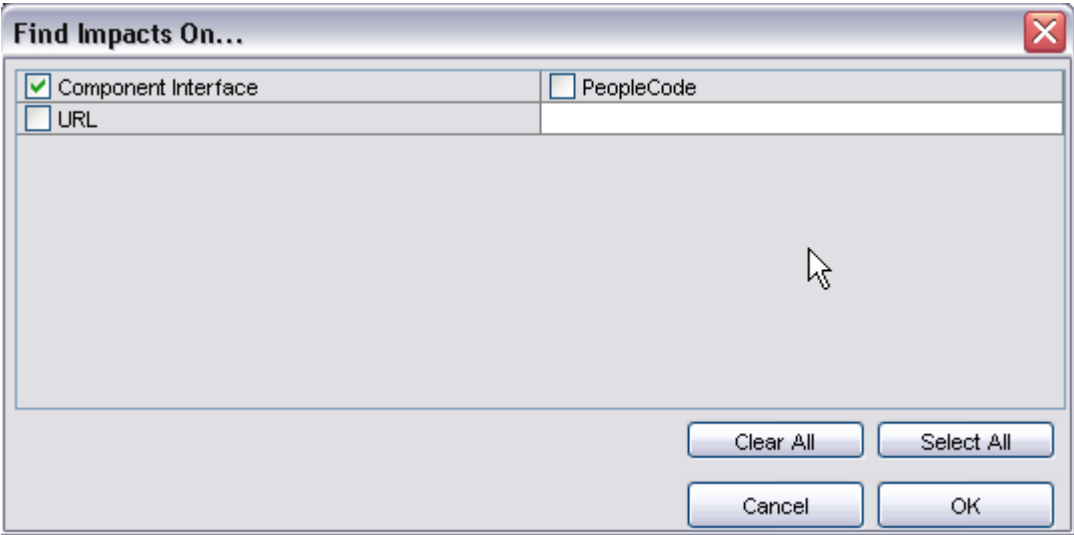 Find Impacts On...
Component Interface PeopleCode
URL
Clear All Select All
Cancel OK